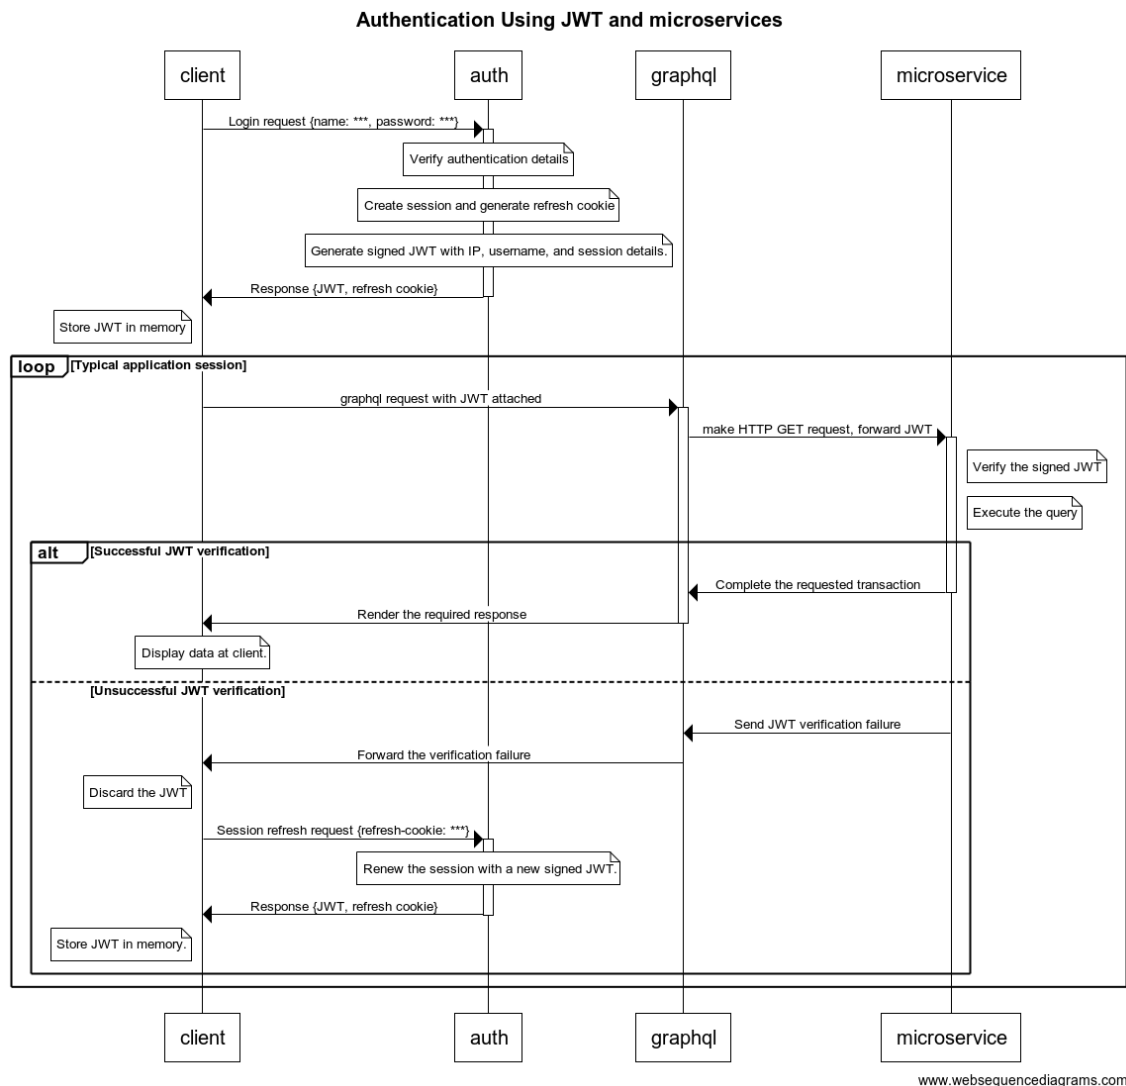 Authentication Using JWT and microservices
client
auth
graphql
microservice
Login request {name: ***, password: ***}
Verify authentication details
Create session and generate refresh cookie
Generate signed JWT with IP, username, and session details.
Response {JWT, refresh cookie}
Store JWT in memory
loop [Typical application session]
graphql request with JWT attached
make HTTP GET request, forward JWT
Verify the signed JWT
Execute the query
alt [Successful JWT verification]
Complete the requested transaction
Render the required response
Display data at client.
[Unsuccessful JWT verification]
Send JWT verification failure
Forward the verification failure
Discard the JWT
Session refresh request {refresh-cookie: ***}
Renew the session with a new signed JWT.
Response {JWT, refresh cookie}
Store JWT in memory.
client
auth
graphql
microservice
www.websequencediagrams.com